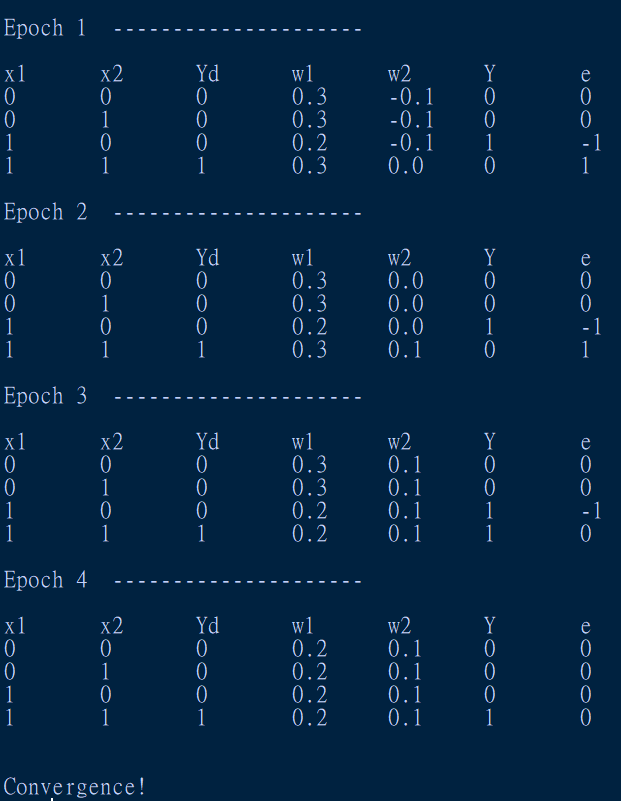 Epoch 1  ----------------------
x1 x2 Yd w1 w2 Y e
0 0 0 0.3 -0.1 0 0
0 1 0 0.3 -0.1 0 0
1 0 0 0.2 -0.1 1 -1
1 1 1 0.3 0.0 0 1
Epoch 2  ----------------------
x1 x2 Yd w1 w2 Y e
0 0 0 0.3 0.0 0 0
0 1 0 0.3 0.0 0 0
1 0 0 0.2 0.0 1 -1
1 1 1 0.3 0.1 0 1
Epoch 3  ----------------------
x1 x2 Yd w1 w2 Y e
0 0 0 0.3 0.1 0 0
0 1 0 0.3 0.1 0 0
1 0 0 0.2 0.1 1 -1
1 1 1 0.2 0.1 1 0
Epoch 4  ----------------------
x1 x2 Yd w1 w2 Y e
0 0 0 0.2 0.1 0 0
0 1 0 0.2 0.1 0 0
1 0 0 0.2 0.1 0 0
1 1 1 0.2 0.1 1 0
Convergence!